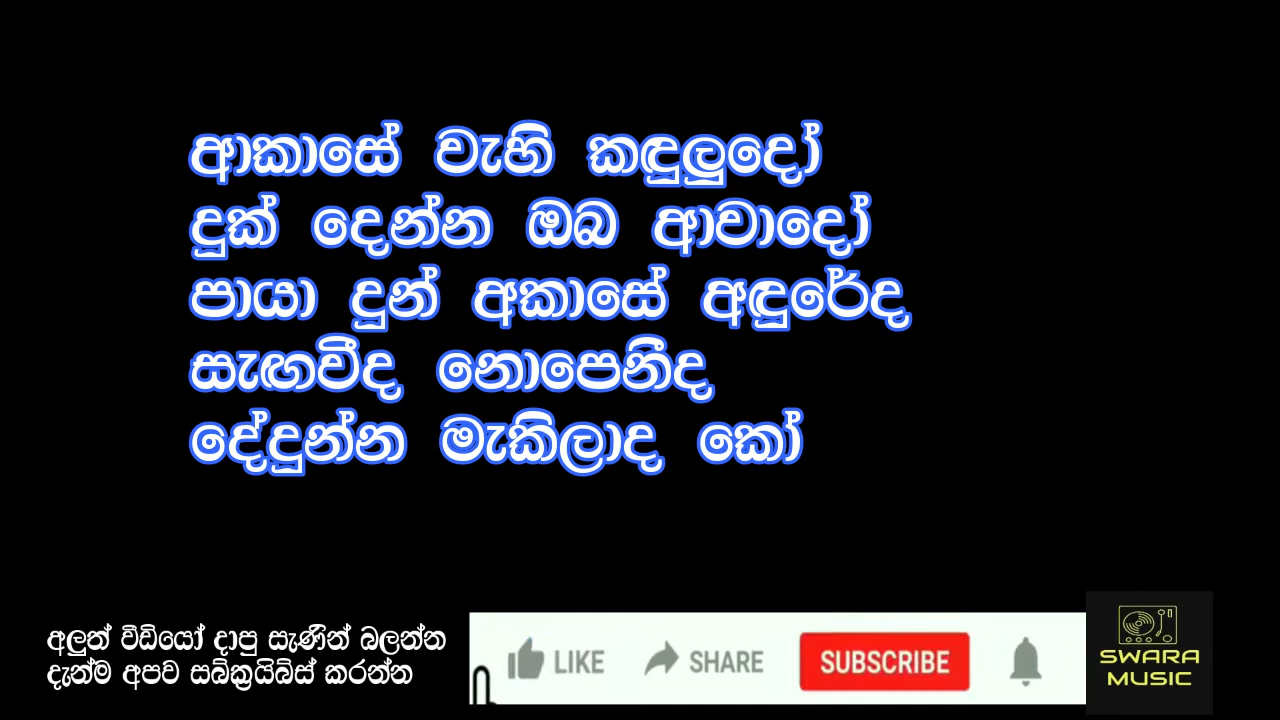 ආකාසේ වැහි කඳුලුදෝ
දුක් දෙන්න ඔබ ආවාදෝ
පායා දුන් අකාසේ අඳුරේද
සැඟවීද නොපෙනීද
දේදුන්න මැකිලාද කෝ
අලුත් වීඩියෝ දාපු සැණින් බලන්න
දැන්ම අපව සබ්ක්‍රයිබ්ස් කරන්න
LIKE SHARE SUBSCRIBE
SWARA
MUSIC